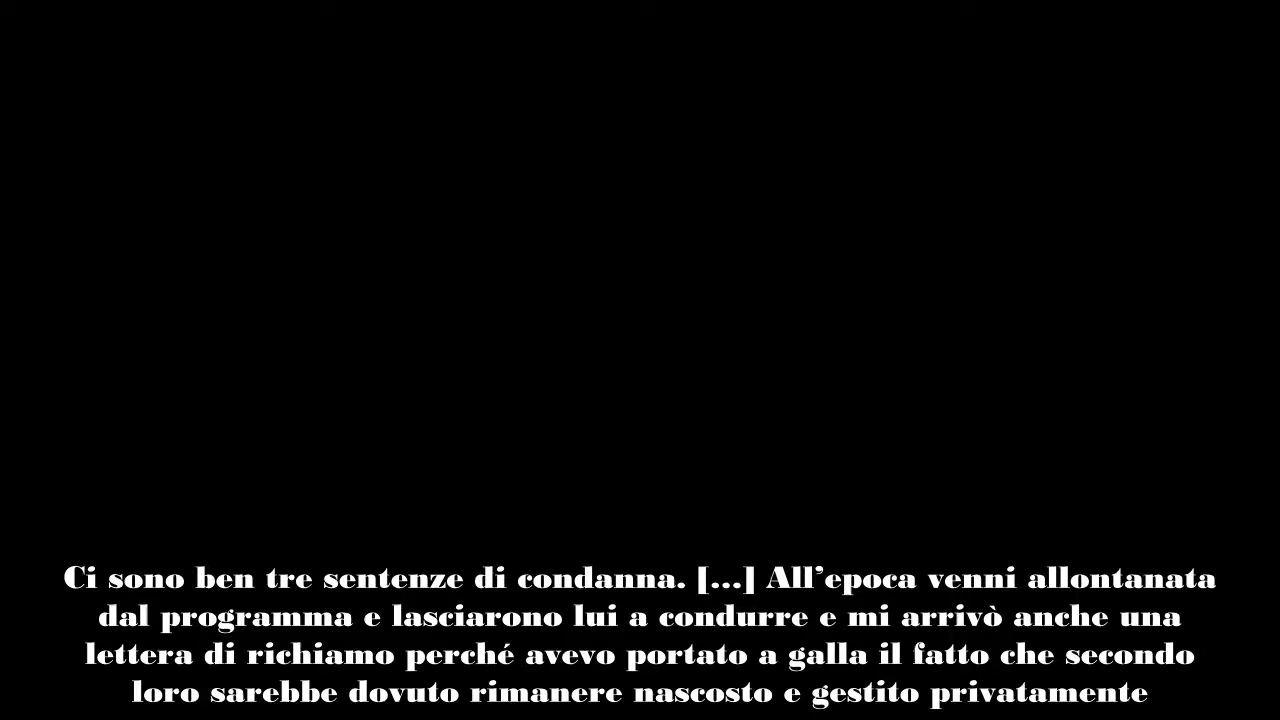 Ci sono ben tre sentenze di condanna. [...] All’epoca venni allontanata
dal programma e lasciarono lui a condurre e mi arrivò anche una
lettera di richiamo perché avevo portato a galla il fatto che secondo
loro sarebbe dovuto rimanere nascosto e gestito privatamente